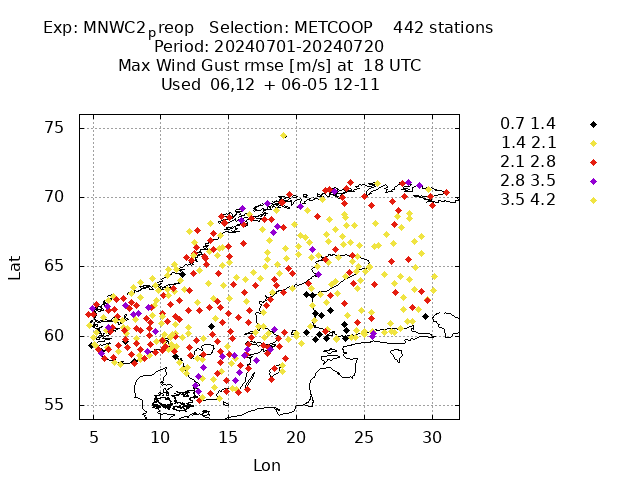 Exp: MNWC2preop Selection: METCOOP 442 stations
Period: 20240701-20240720
Max Wind Gust rmse [m/s] at 18 UTC
Used 06,12 + 06-05 12-11
0.7 1.4
1.4 2.1
2.1 2.8
2.8 3.5
3.5 4.2
75
70
65
60
55
Lat
5 10 15 20 25 30
Lon